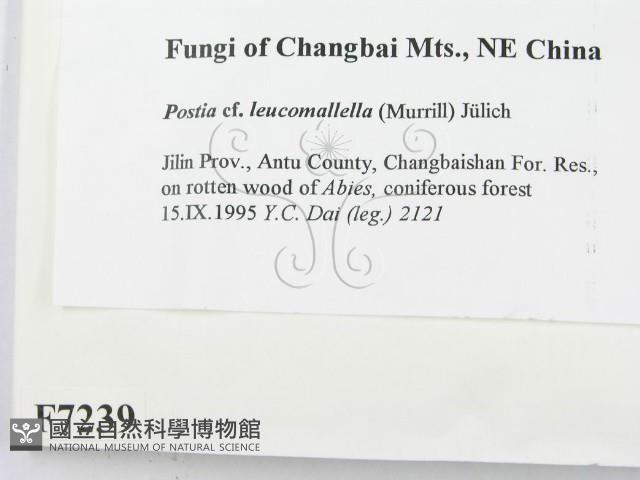 Fungi of Changbai Mts., NE China
Postia cf. leucomallella (Murrill) Jülich
Jilin Prov., Antu County, Changbaishan For. Res.,
on rotten wood of Abies, coniferous forest
15.IX.1995 Y.C. Dai (leg.) 2121
F7239
國立自然科學博物館
NATIONAL MUSEUM OF NATURAL SCIENCE